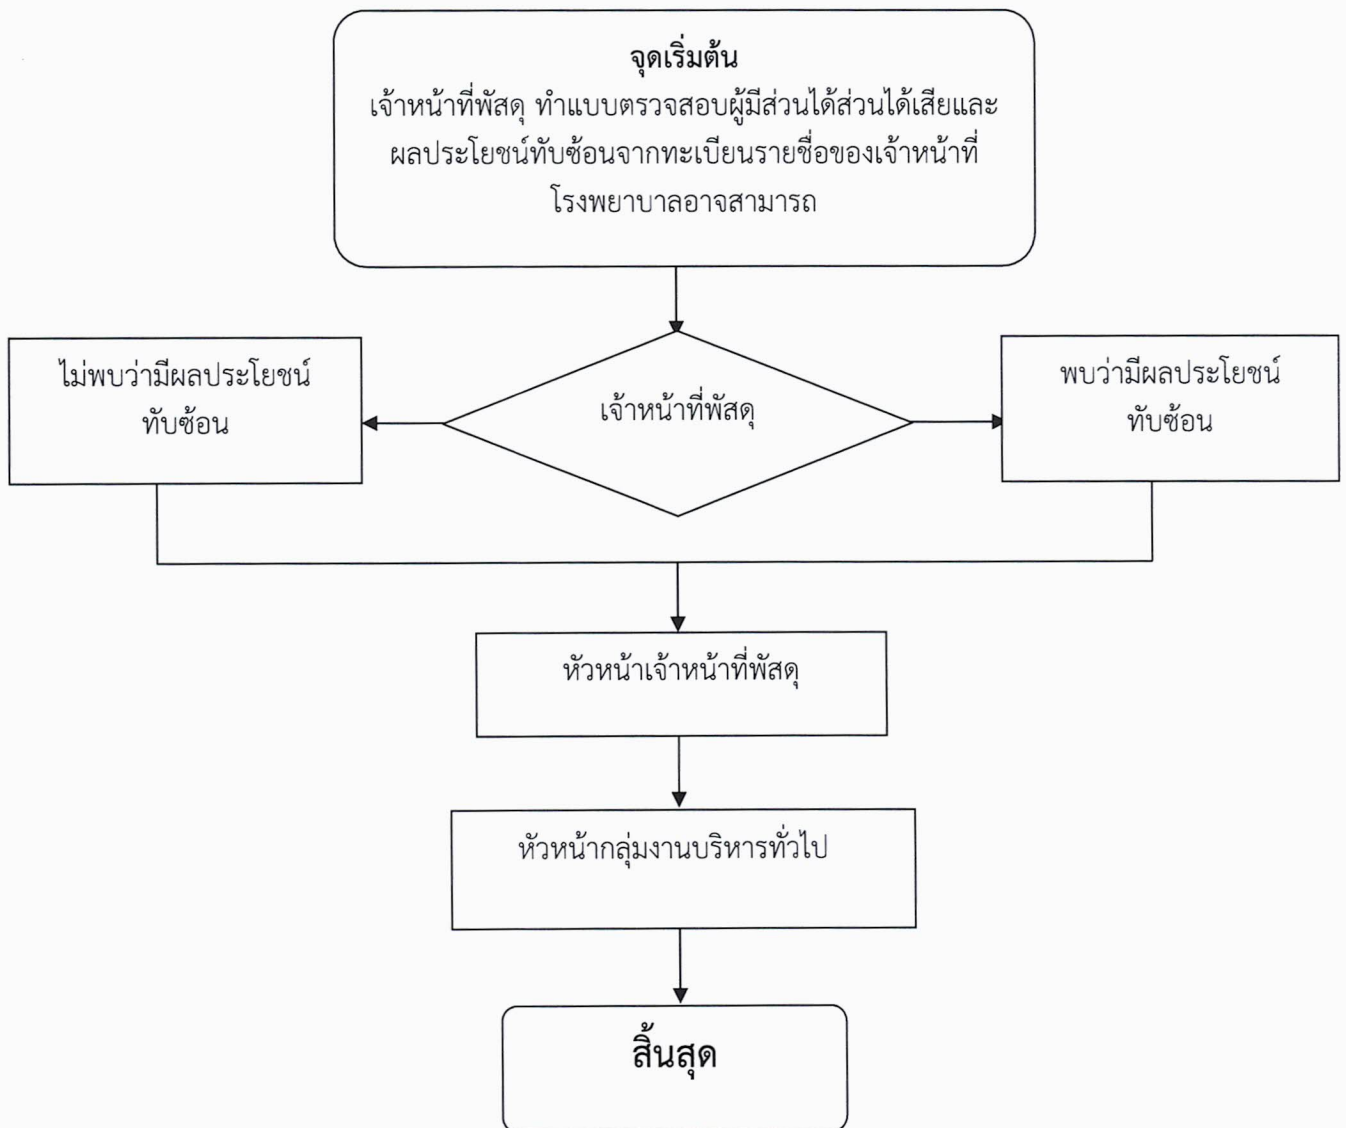 จุดเริ่มต้น
เจ้าหน้าที่พัสดุ ทำแบบตรวจสอบผู้มีส่วนได้ส่วนได้เสียและ
ผลประโยชน์ทับซ้อนจากทะเบียนรายชื่อของเจ้าหน้าที่
โรงพยาบาลอาจสามารถ
ไม่พบว่ามีผลประโยชน์
ทับซ้อน
เจ้าหน้าที่พัสดุ
พบว่ามีผลประโยชน์
ทับซ้อน
หัวหน้าเจ้าหน้าที่พัสดุ
หัวหน้ากลุ่มงานบริหารทั่วไป
สิ้นสุด